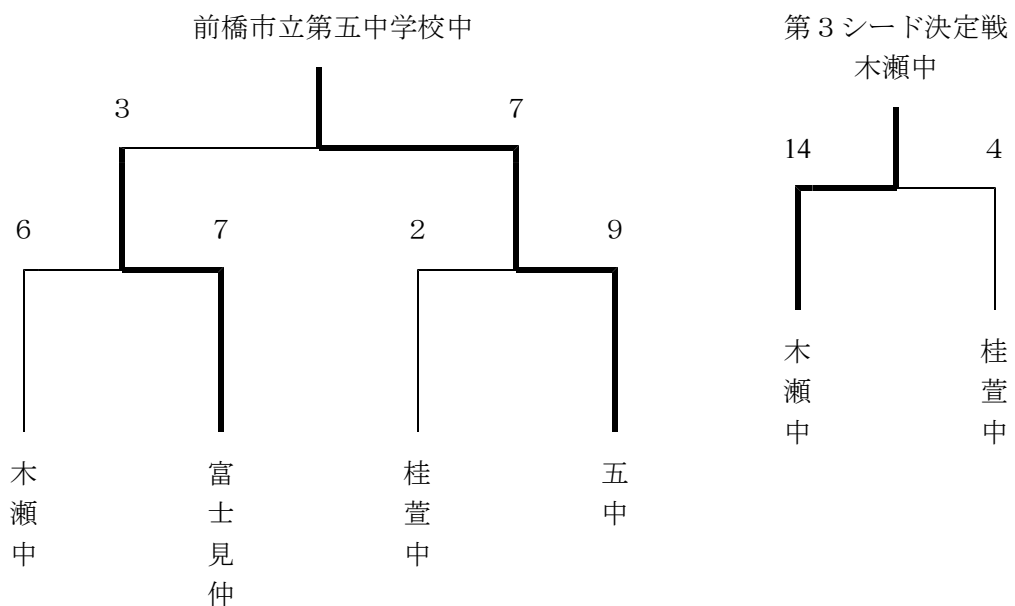 前橋市立第五中学校中
3 7
6 7 2 9
木瀬中
富士見仲
桂萱中
五中
第3シード決定戦
木瀬中
14 4
木瀬中
桂萱中